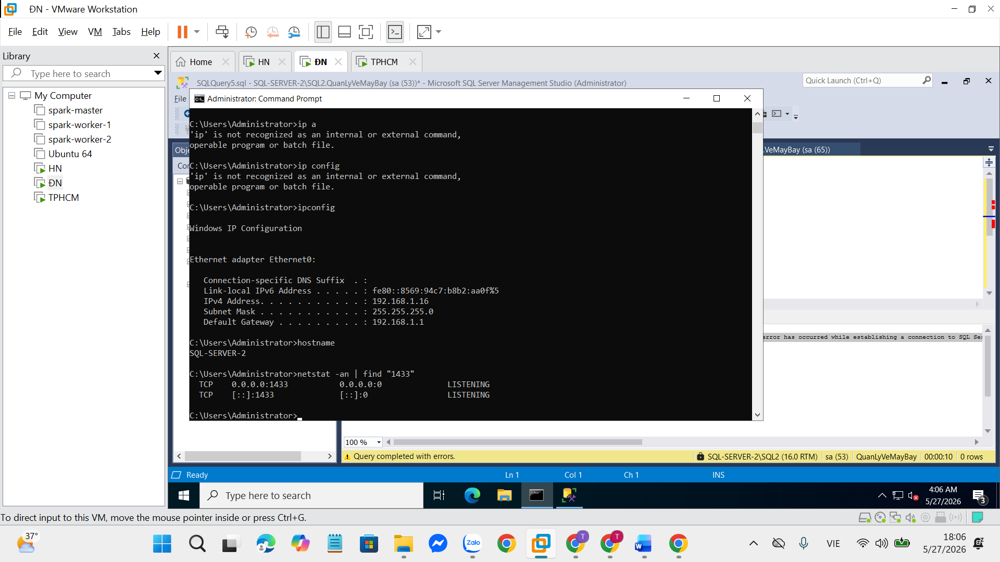 ĐN - VMware Workstation
File Edit View VM Tabs Help
Library
Type here to search
My Computer
spark-master
spark-worker-1
spark-worker-2
Ubuntu 64
HN
ĐN
TPHCM
Home HN ĐN TPHCM
SQLQuery5.sql - SQL-SERVER-2\SQL2.QuanLyVeMayBay (sa (53))* - Microsoft SQL Server Management Studio (Administrator)
Quick Launch (Ctrl+Q)
File
Administrator: Command Prompt
C:\Users\Administrator>ip a
'ip' is not recognized as an internal or external command,
operable program or batch file.
C:\Users\Administrator>ip config
'ip' is not recognized as an internal or external command,
operable program or batch file.
C:\Users\Administrator>ipconfig
Windows IP Configuration
Ethernet adapter Ethernet0:
Connection-specific DNS Suffix  . :
Link-local IPv6 Address . . . . . : fe80::8569:94c7:b8b2:aa0f%5
IPv4 Address. . . . . . . . . . . : 192.168.1.16
Subnet Mask . . . . . . . . . . . : 255.255.255.0
Default Gateway . . . . . . . . . : 192.168.1.1
C:\Users\Administrator>hostname
SQL-SERVER-2
C:\Users\Administrator>netstat -an | find "1433"
TCP    0.0.0.0:1433           0.0.0.0:0              LISTENING
TCP    [::]:1433              [::]:0                 LISTENING
C:\Users\Administrator>
Obje
Con
.VeMayBay (sa (65))
error has occurred while establishing a connection to SQL Ser
100 %
Query completed with errors.
SQL-SERVER-2\SQL2 (16.0 RTM) sa (53) QuanLyVeMayBay 00:00:10 0 rows
Ready Ln 1 Col 1 Ch 1 INS
Type here to search
4:06 AM
5/27/2026
3
To direct input to this VM, move the mouse pointer inside or press Ctrl+G.
37°
Zalo
T
T
W
VIE
18:06
5/27/2026